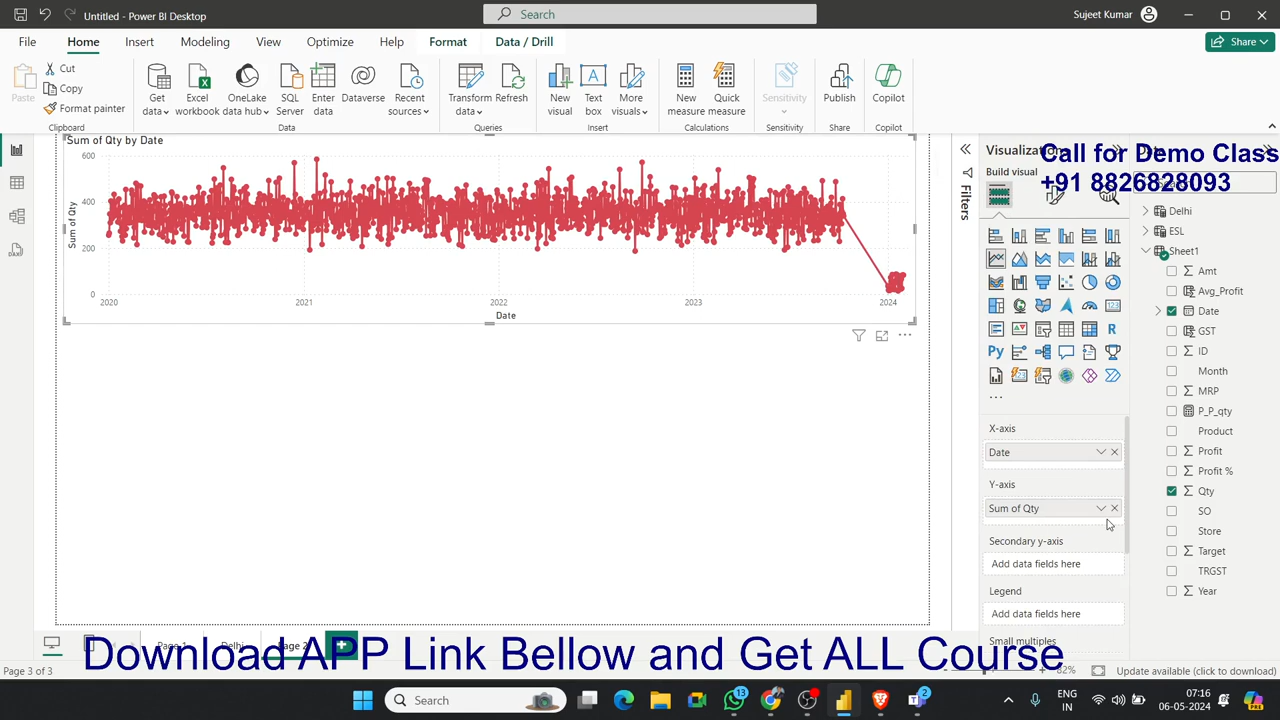 Untitled - Power BI Desktop
Search
Sujeet Kumar
File
Home
Insert
Modeling
View
Optimize
Help
Format
Data / Drill
Share
Paste
Cut
Copy
Format painter
Clipboard
Get data
Excel workbook
OneLake data hub
SQL Server
Enter data
Dataverse
Recent sources
Data
Transform data
Refresh
Queries
New visual
Text box
More visuals
Insert
New measure
Quick measure
Calculations
Sensitivity
Sensitivity
Publish
Share
Copilot
Copilot
Sum of Qty by Date
600
400
200
0
Sum of Qty
2020
2021
2022
2023
2024
Date
Filters
Call for Demo Class
+91 8826828093
Build visual
X-axis
Date
Y-axis
Sum of Qty
Secondary y-axis
Add data fields here
Legend
Add data fields here
Small multiples
Delhi
ESL
Sheet1
Amt
Avg_Profit
Date
GST
ID
Month
MRP
P_P_qty
Product
Profit
Profit %
Qty
SO
Store
Target
TRGST
Year
Download APP Link Bellow and Get ALL Course
Page 3 of 3
Update available (click to download)
Search
13
2
ENG
IN
07:16
06-05-2024